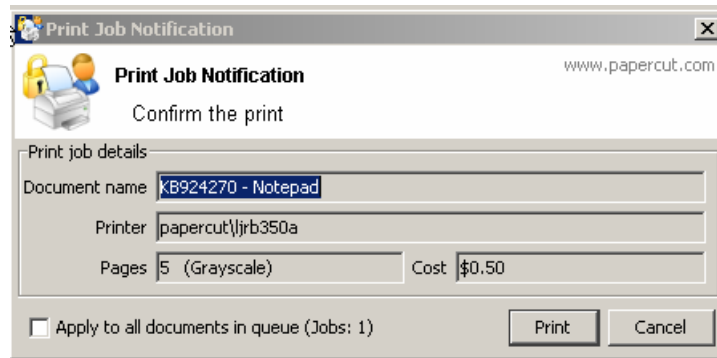 Print Job Notification
www.papercut.com
Print Job Notification
Confirm the print
Print job details
Document name KB924270 - Notepad
Printer papercut\ljrb350a
Pages 5 (Grayscale) Cost $0.50
Apply to all documents in queue (Jobs: 1) Print Cancel